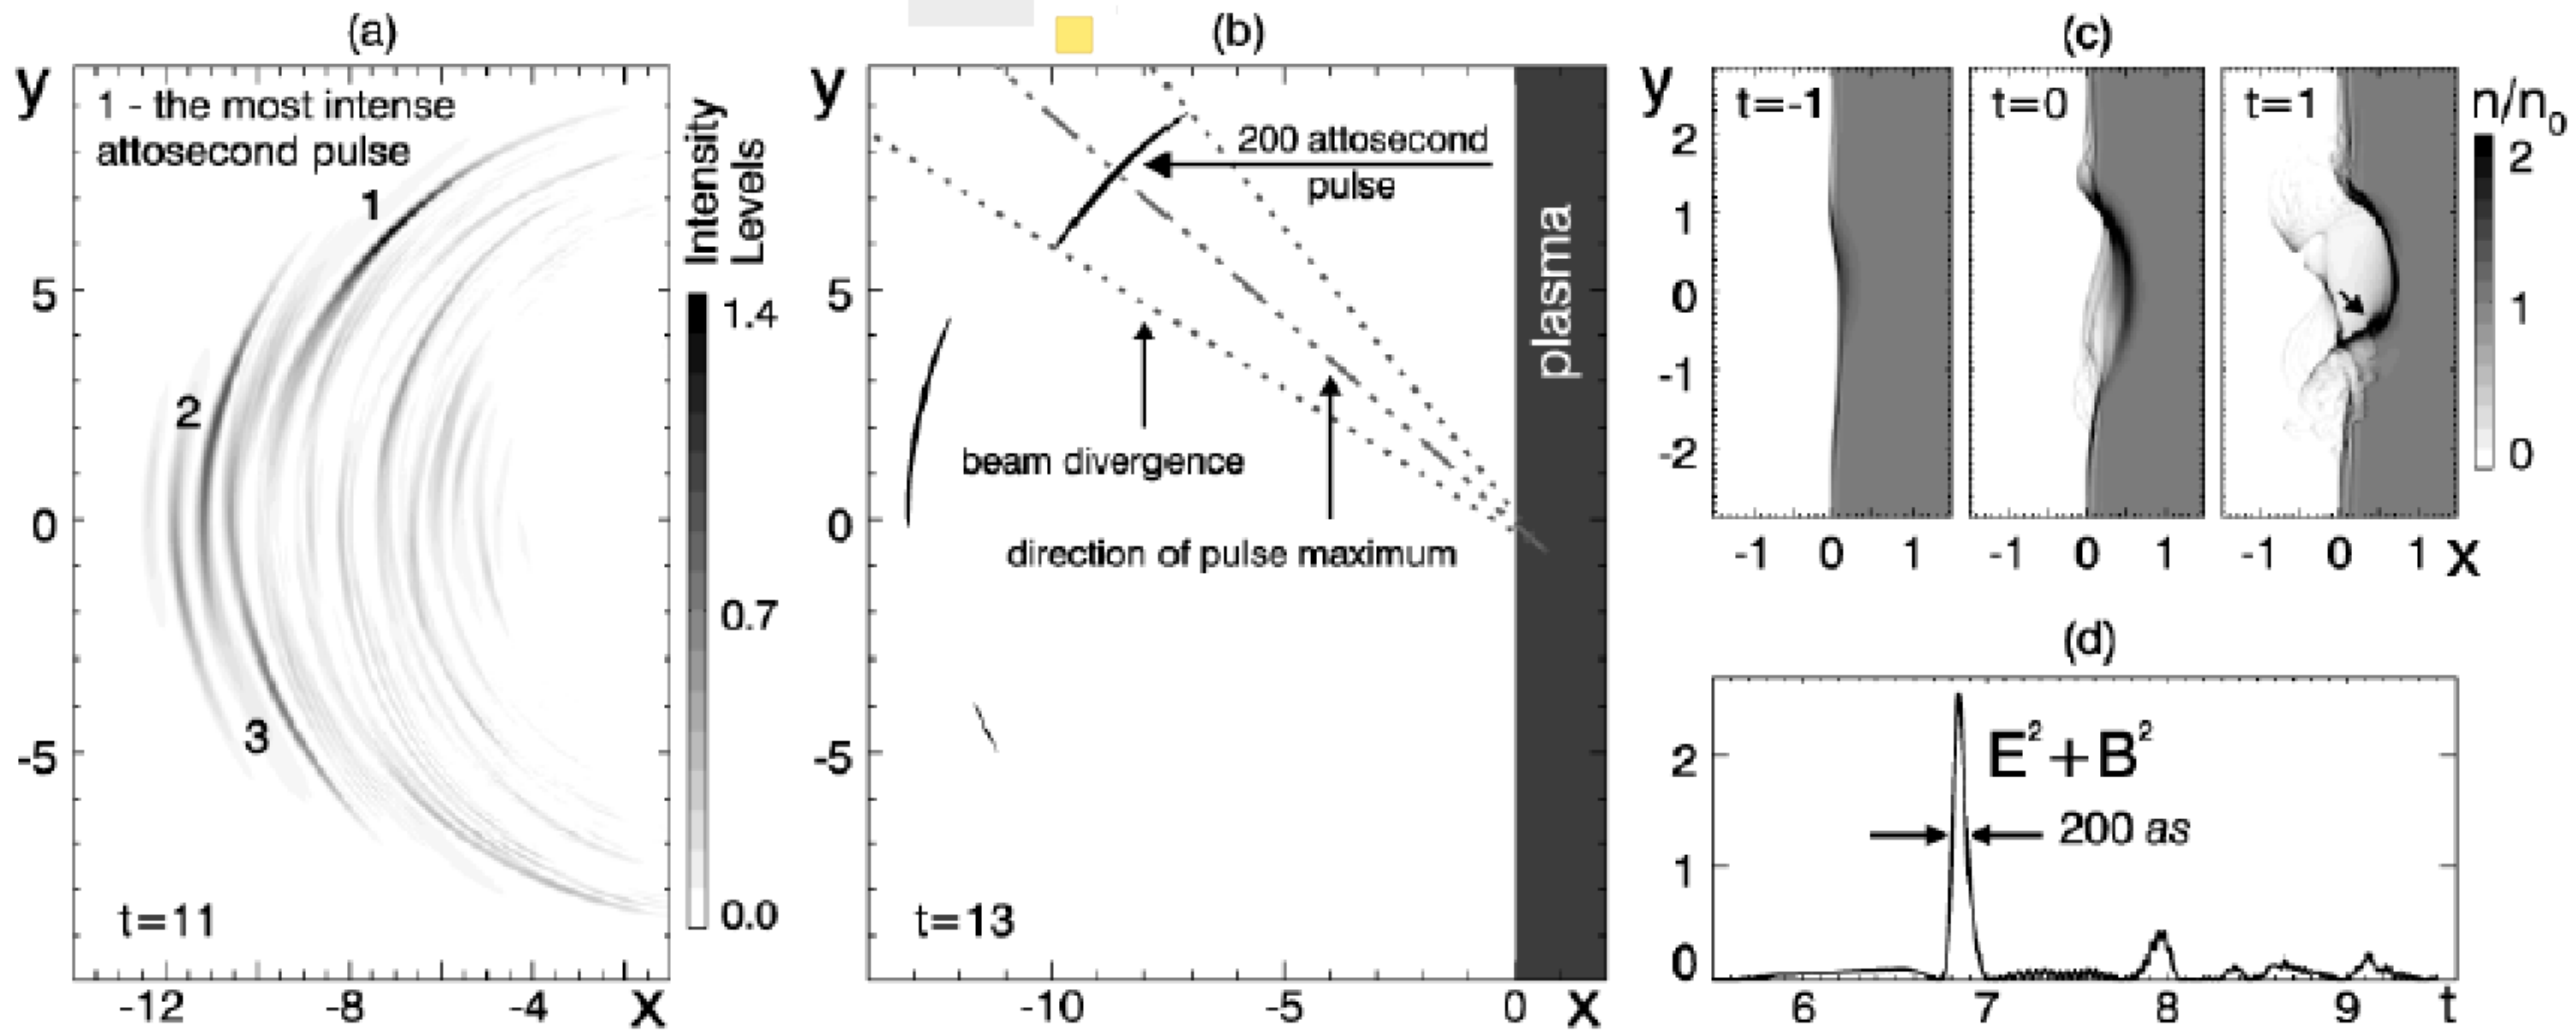 (a)
y
1 - the most intense
attosecond pulse
1
2
3
5
0
-5
t=11
-12
-8
-4
x
Intensity
Levels
1.4
0.7
0.0
(b)
y
200 attosecond
pulse
plasma
5
beam divergence
0
direction of pulse maximum
-5
t=13
-10
-5
0
x
(c)
y
t=-1
t=0
t=1
n/n₀
2
1
0
-1
-2
2
1
0
-1 0 1
-1 0 1
-1 0 1 x
(d)
2
1
0
E²+B²
200 as
6 7 8 9 t